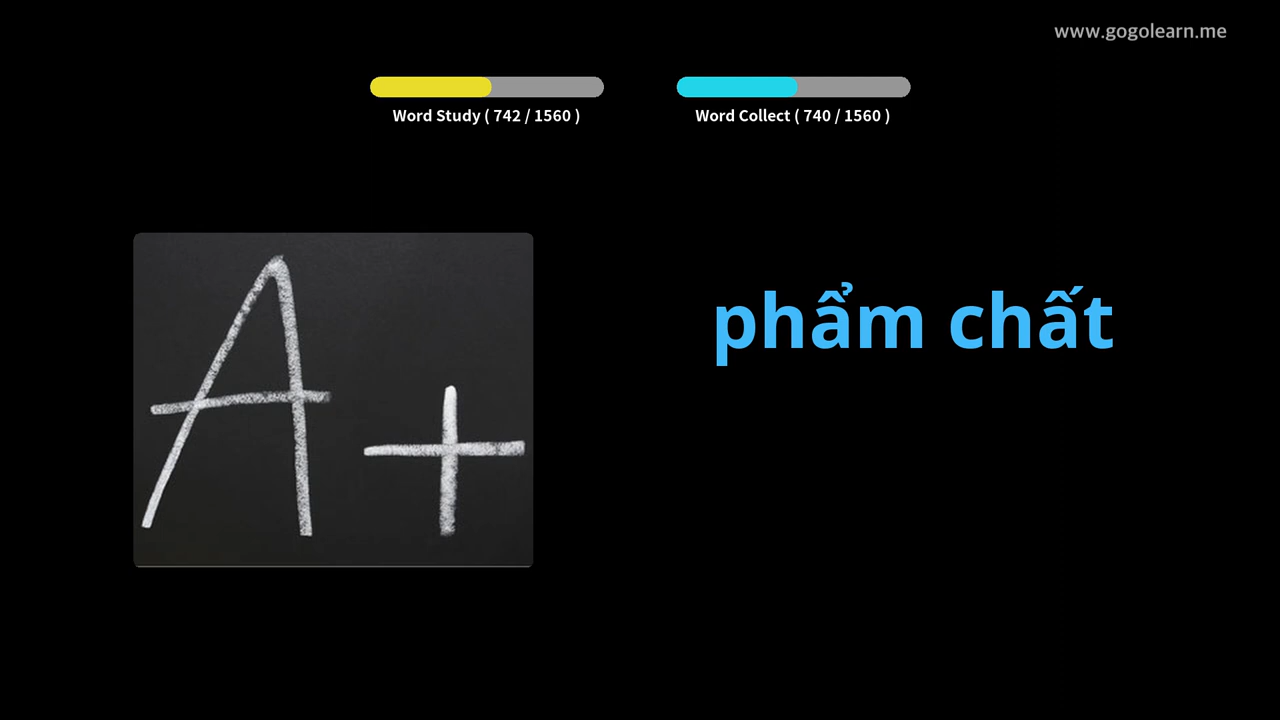 www.gogolearn.me
Word Study ( 742 / 1560 )
Word Collect ( 740 / 1560 )
A+
phẩm chất